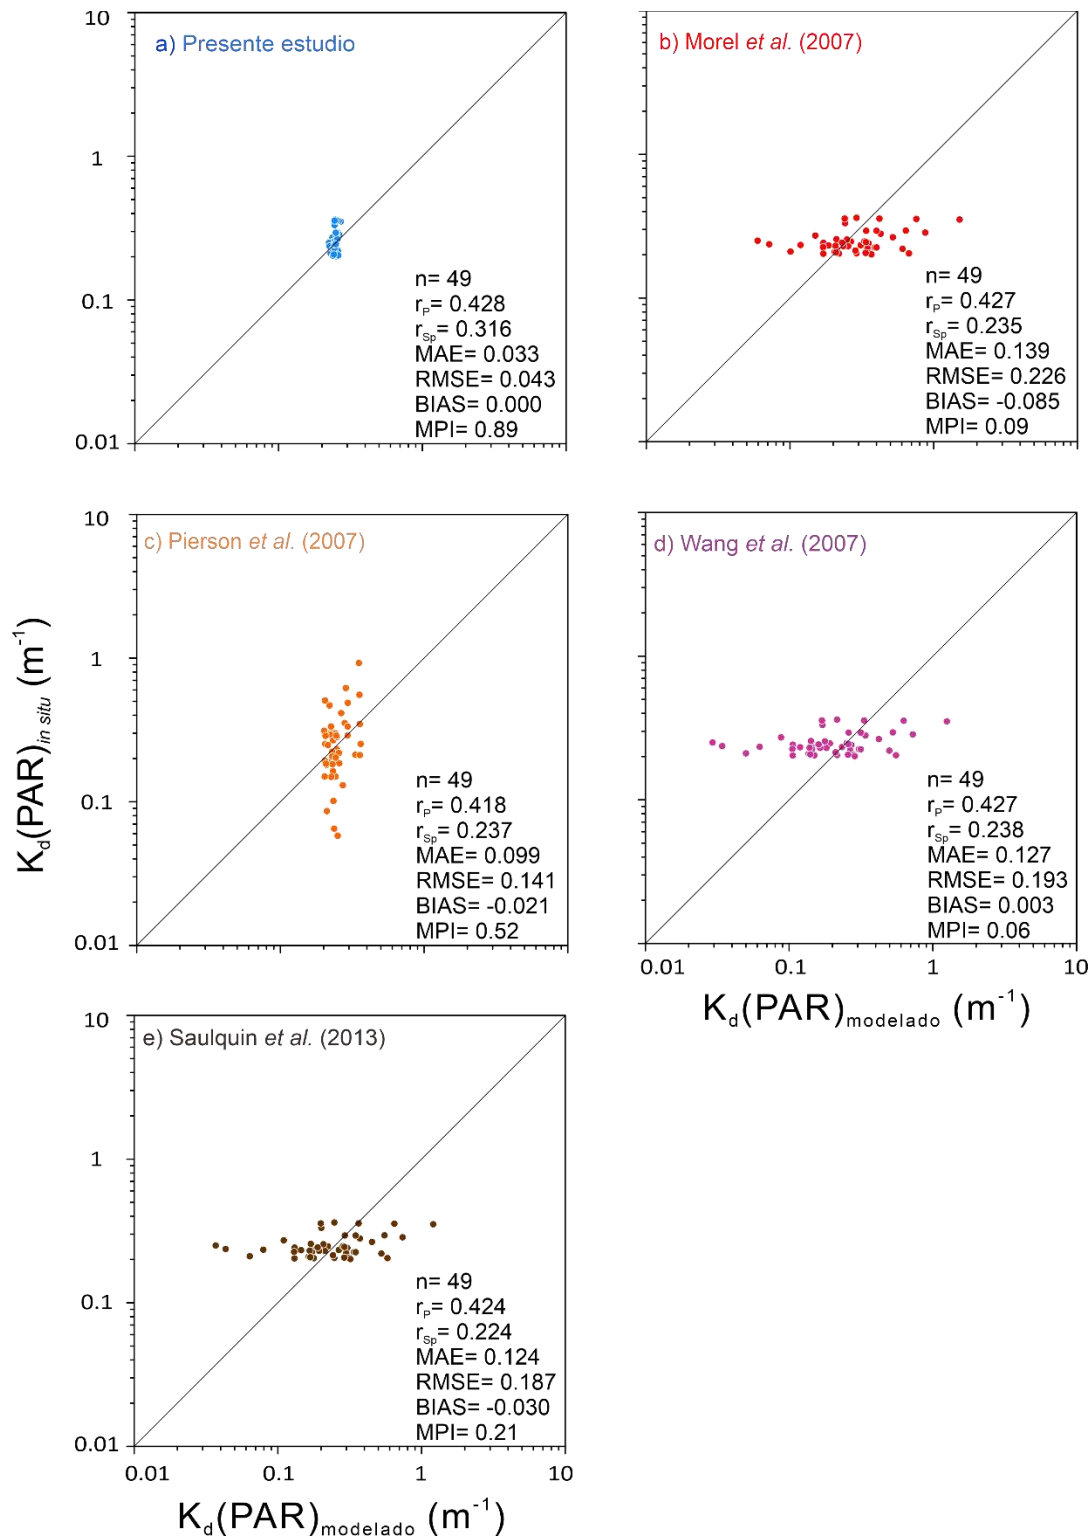 10
1
0.1
0.01
a) Presente estudio
n= 49
rP= 0.428
rSp= 0.316
MAE= 0.033
RMSE= 0.043
BIAS= 0.000
MPI= 0.89
b) Morel et al. (2007)
n= 49
rP= 0.427
rSp= 0.235
MAE= 0.139
RMSE= 0.226
BIAS= -0.085
MPI= 0.09
Kd(PAR)in situ (m-1)
10
1
0.1
0.01
c) Pierson et al. (2007)
n= 49
rP= 0.418
rSp= 0.237
MAE= 0.099
RMSE= 0.141
BIAS= -0.021
MPI= 0.52
d) Wang et al. (2007)
n= 49
rP= 0.427
rSp= 0.238
MAE= 0.127
RMSE= 0.193
BIAS= 0.003
MPI= 0.06
0.01 0.1 1 10
Kd(PAR)modelado (m-1)
10
1
0.1
0.01
e) Saulquin et al. (2013)
n= 49
rP= 0.424
rSp= 0.224
MAE= 0.124
RMSE= 0.187
BIAS= -0.030
MPI= 0.21
0.01 0.1 1 10
Kd(PAR)modelado (m-1)